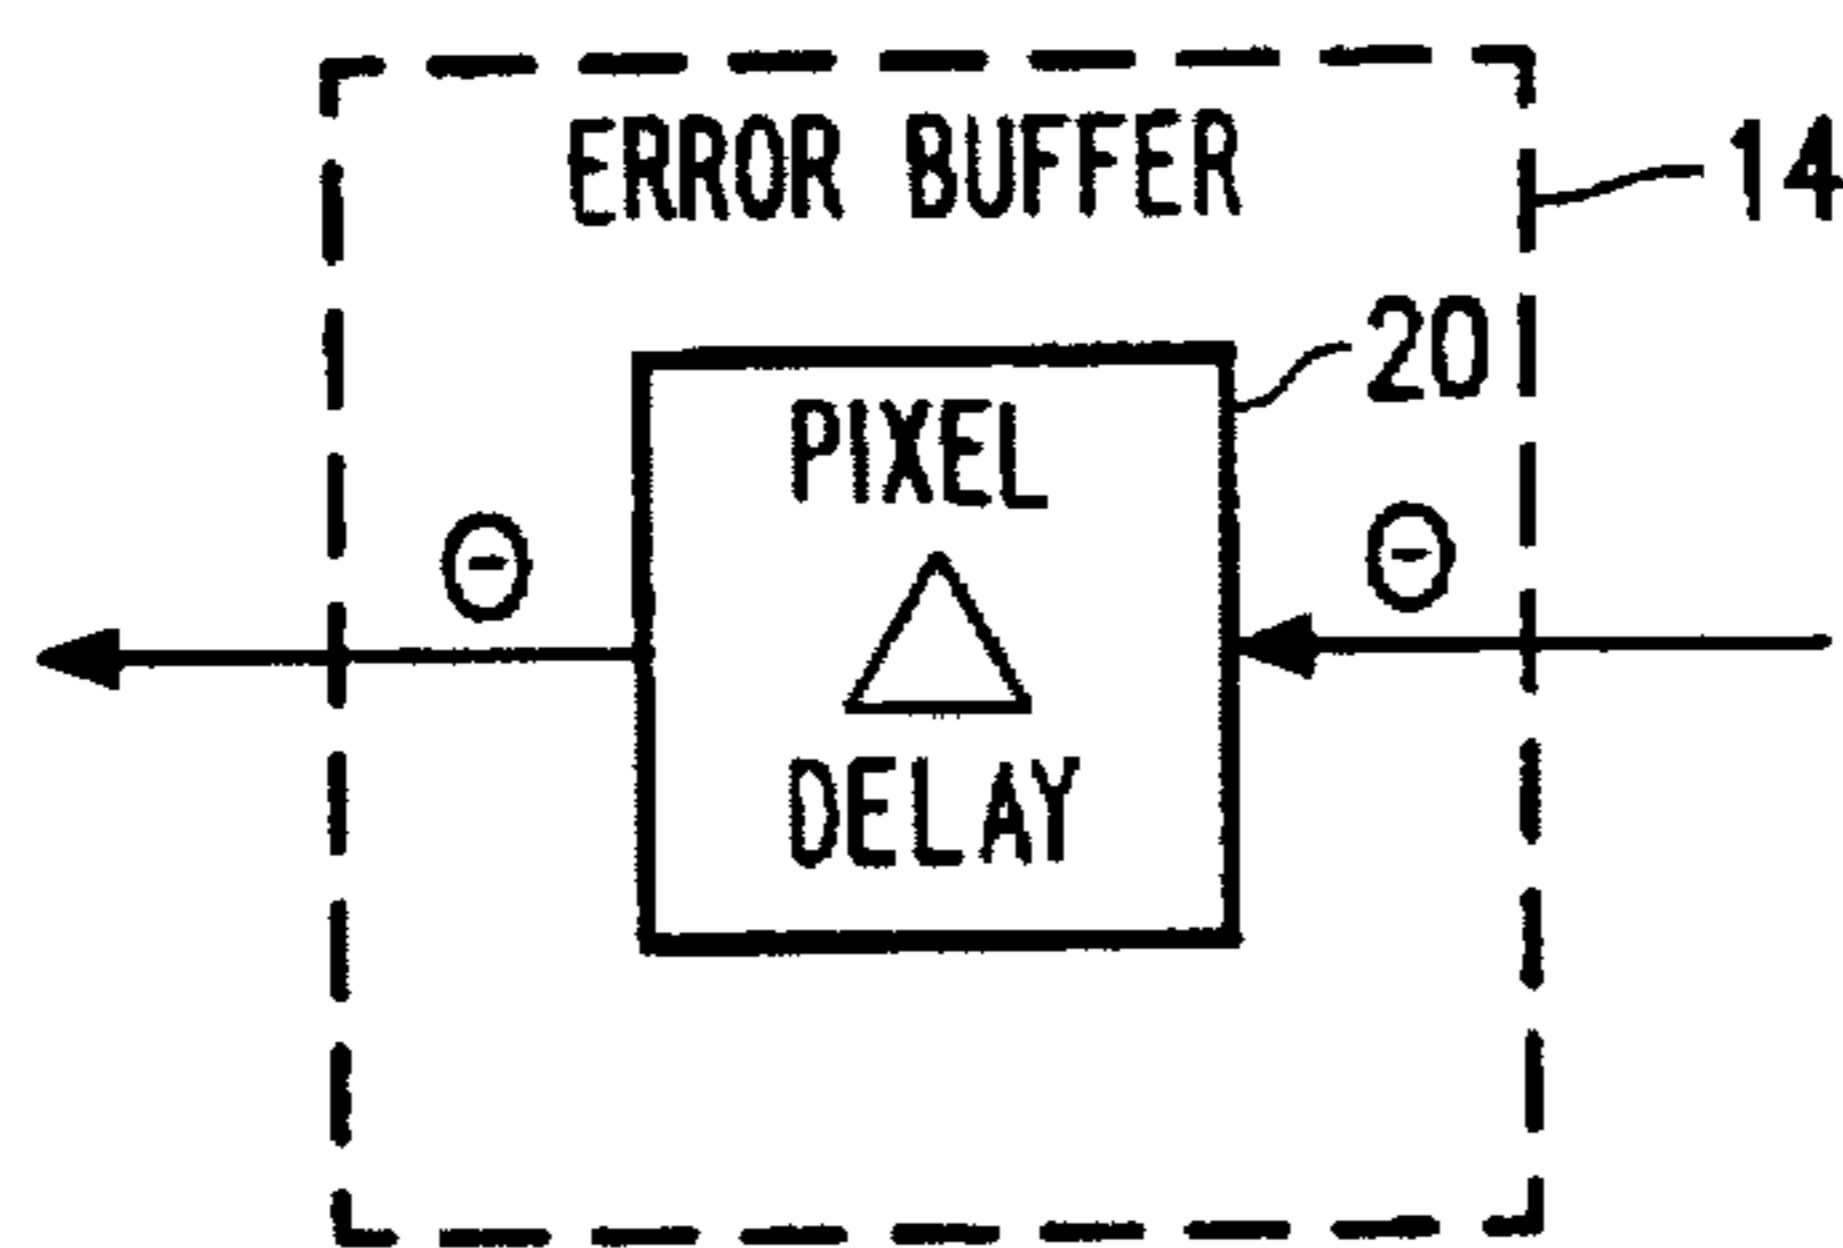 ERROR BUFFER
14
20
PIXEL
Δ
DELAY
Θ
Θ